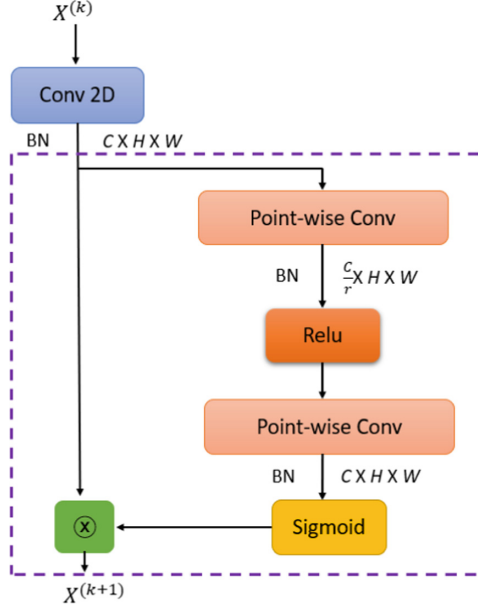 X^(k)
Conv 2D
BN C X H X W
Point-wise Conv
BN C/r X H X W
Relu
Point-wise Conv
BN C X H X W
ⓧ Sigmoid
X^(k+1)